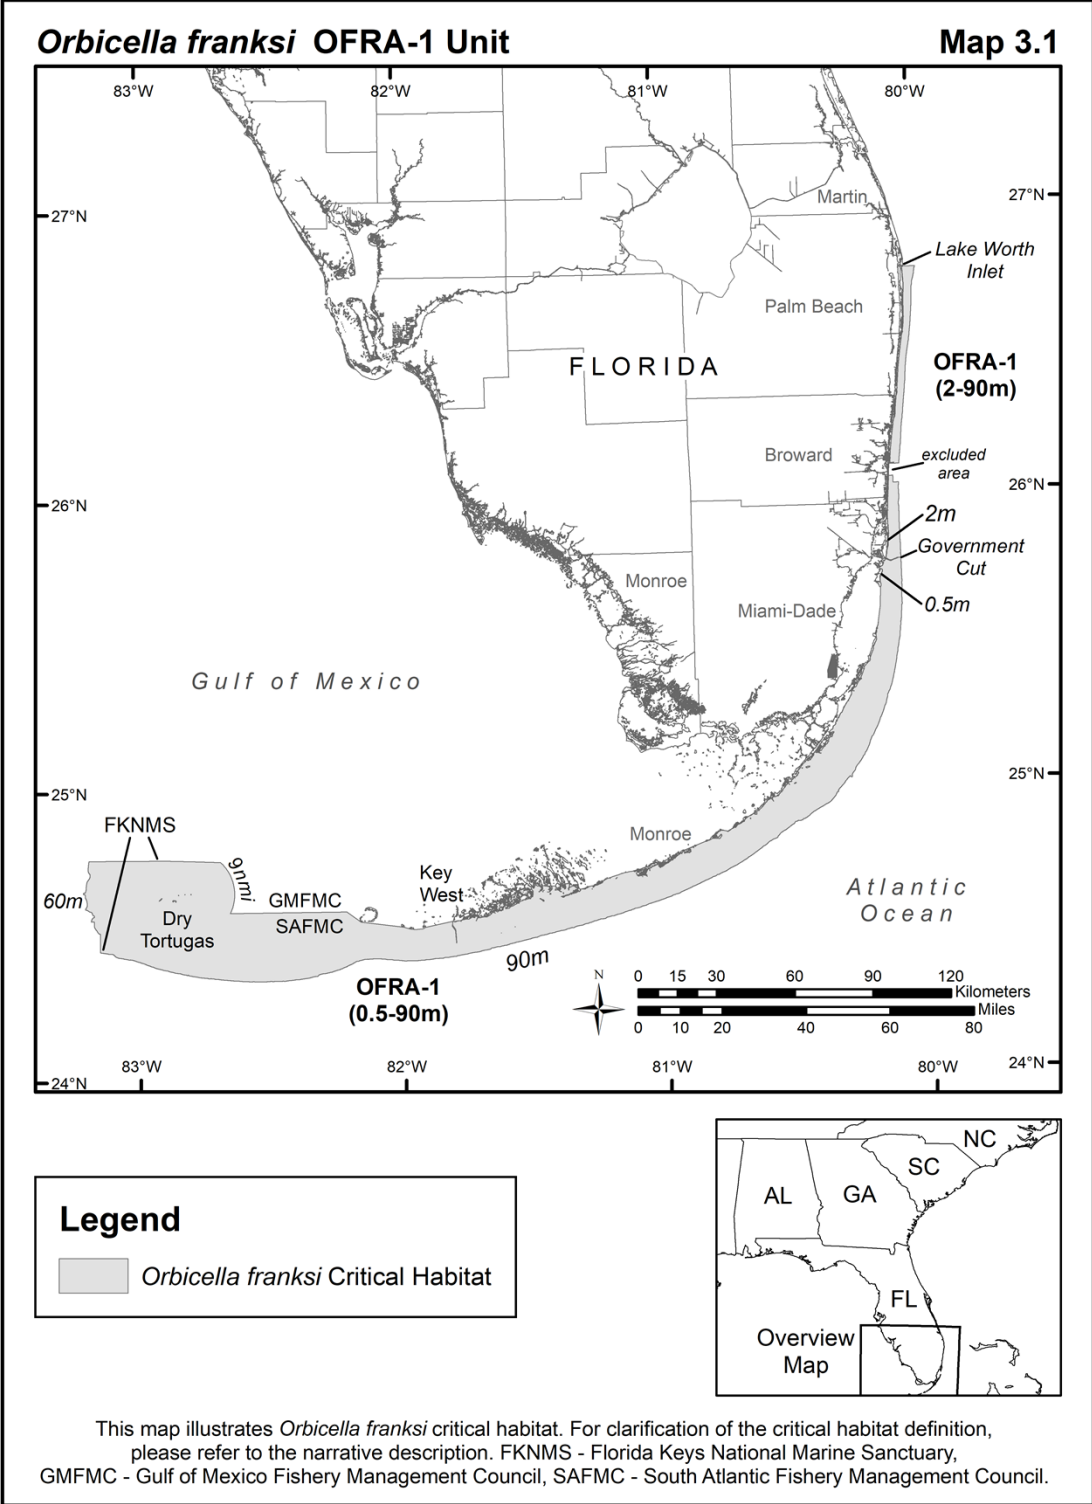 Orbicella franksi OFRA-1 Unit
Map 3.1
83°W
82°W
81°W
80°W
27°N
27°N
Martin
Lake Worth
Inlet
Palm Beach
FLORIDA
OFRA-1
(2-90m)
Broward
excluded
area
26°N
26°N
2m
Government
Cut
Monroe
Miami-Dade
0.5m
Gulf of Mexico
25°N
25°N
FKNMS
Monroe
9nmi
Key
West
60m
GMFMC
SAFMC
Dry
Tortugas
Atlantic
Ocean
90m
OFRA-1
(0.5-90m)
N
0 15 30 60 90 120
Kilometers
Miles
0 10 20 40 60 80
24°N
24°N
83°W
82°W
81°W
80°W
Legend
Orbicella franksi Critical Habitat
NC
SC
AL
GA
FL
Overview
Map
This map illustrates Orbicella franksi critical habitat. For clarification of the critical habitat definition,
please refer to the narrative description. FKNMS - Florida Keys National Marine Sanctuary,
GMFMC - Gulf of Mexico Fishery Management Council, SAFMC - South Atlantic Fishery Management Council.